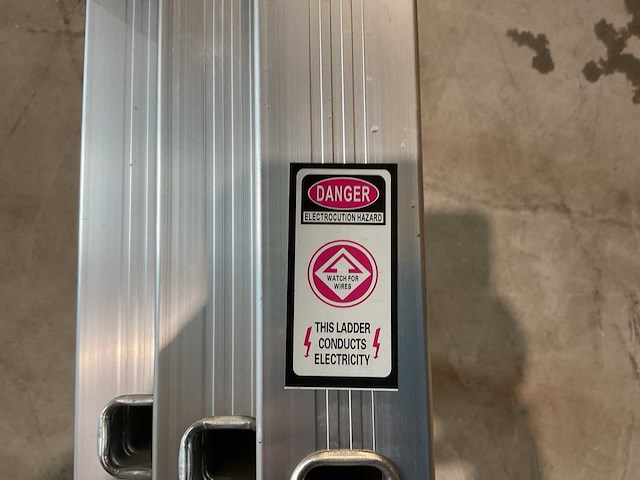 DANGER
ELECTROCUTION HAZARD
WATCH FOR
WIRES
THIS LADDER
CONDUCTS
ELECTRICITY